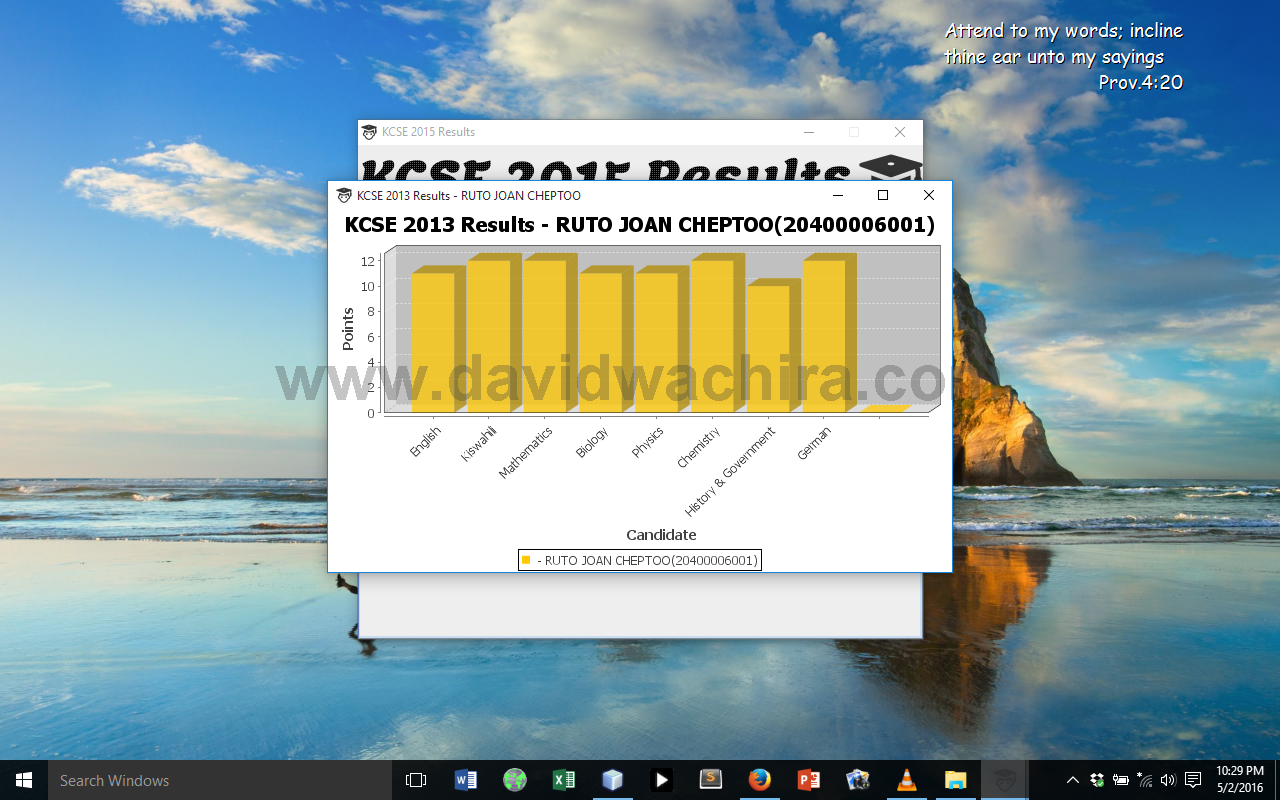 Attend to my words; incline
thine ear unto my sayings
Prov.4:20
KCSE 2015 Results
KCSE 2015 Results
KCSE 2013 Results - RUTO JOAN CHEPTOO
KCSE 2013 Results - RUTO JOAN CHEPTOO(20400006001)
Points
12
10
8
6
4
2
0
www.davidwachira.co
English
Kiswahili
Mathematics
Biology
Physics
Chemistry
History & Government
German
Candidate
- RUTO JOAN CHEPTOO(20400006001)
Search Windows
10:29 PM
5/2/2016